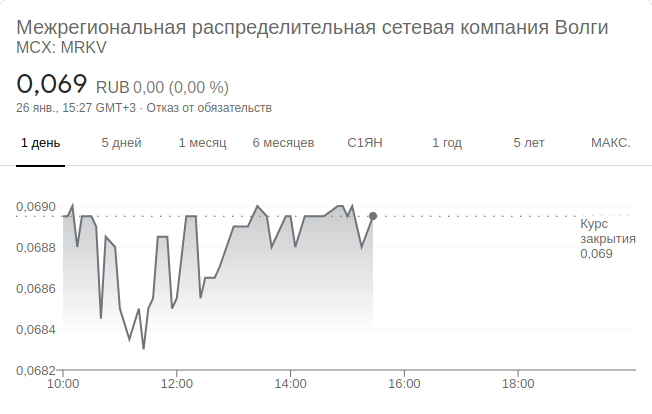 Межрегиональная распределительная сетевая компания Волги
MCX: MRKV
0,069 RUB 0,00 (0,00 %)
26 янв., 15:27 GMT+3 · Отказ от обязательств
1 день 5 дней 1 месяц 6 месяцев С1ЯН 1 год 5 лет МАКС.
0,0690
0,0688
0,0686
0,0684
0,0682
Курс
закрытия
0,069
10:00 12:00 14:00 16:00 18:00